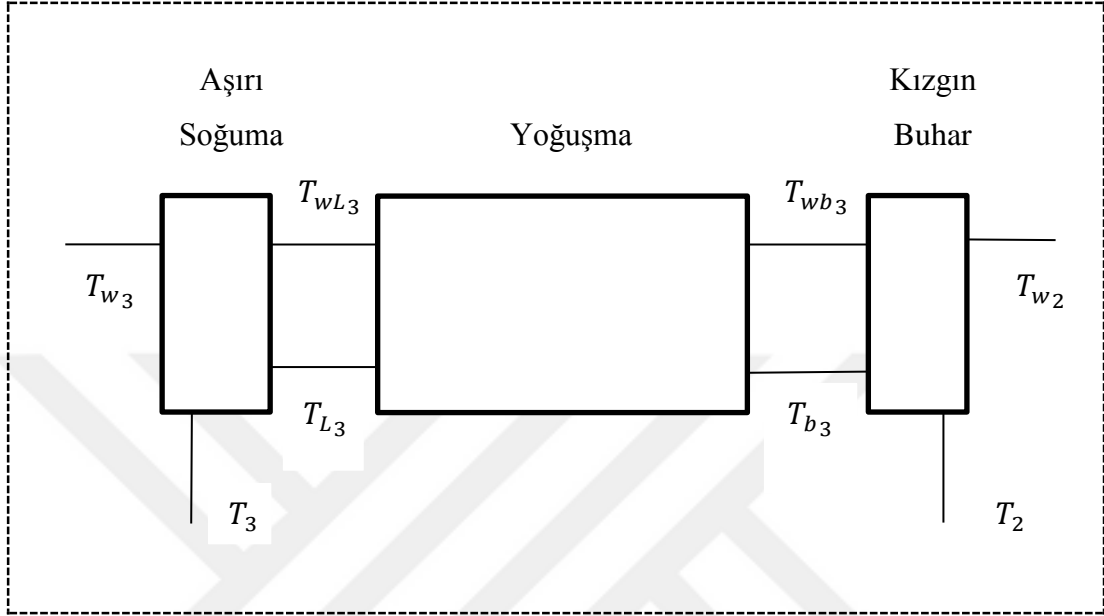 Aşırı
Soğuma
Yoğuşma
Kızgın
Buhar
T_{wL_3}
T_{wb_3}
T_{w_3}
T_{w_2}
T_{L_3}
T_{b_3}
T_3
T_2